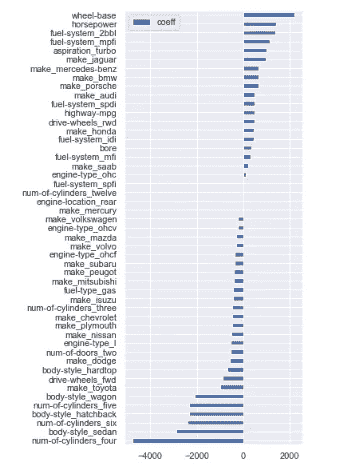 wheel-base
horsepower
fuel-system_2bbl
fuel-system_mpfi
aspiration_turbo
make_jaguar
make_mercedes-benz
make_bmw
make_porsche
make_audi
fuel-system_spdi
highway-mpg
drive-wheels_rwd
make_honda
fuel-system_idi
bore
fuel-system_mfi
make_saab
engine-type_ohc
fuel-system_spfi
num-of-cylinders_twelve
engine-location_rear
make_mercury
make_volkswagen
engine-type_ohcv
make_mazda
make_volvo
engine-type_ohcf
make_subaru
make_peugot
make_mitsubishi
fuel-type_gas
make_isuzu
num-of-cylinders_three
make_chevrolet
make_plymouth
make_nissan
engine-type_l
num-of-doors_two
make_dodge
body-style_hardtop
drive-wheels_fwd
make_toyota
body-style_wagon
num-of-cylinders_five
body-style_hatchback
num-of-cylinders_six
body-style_sedan
num-of-cylinders_four
coeff
−4000 −2000 0 2000